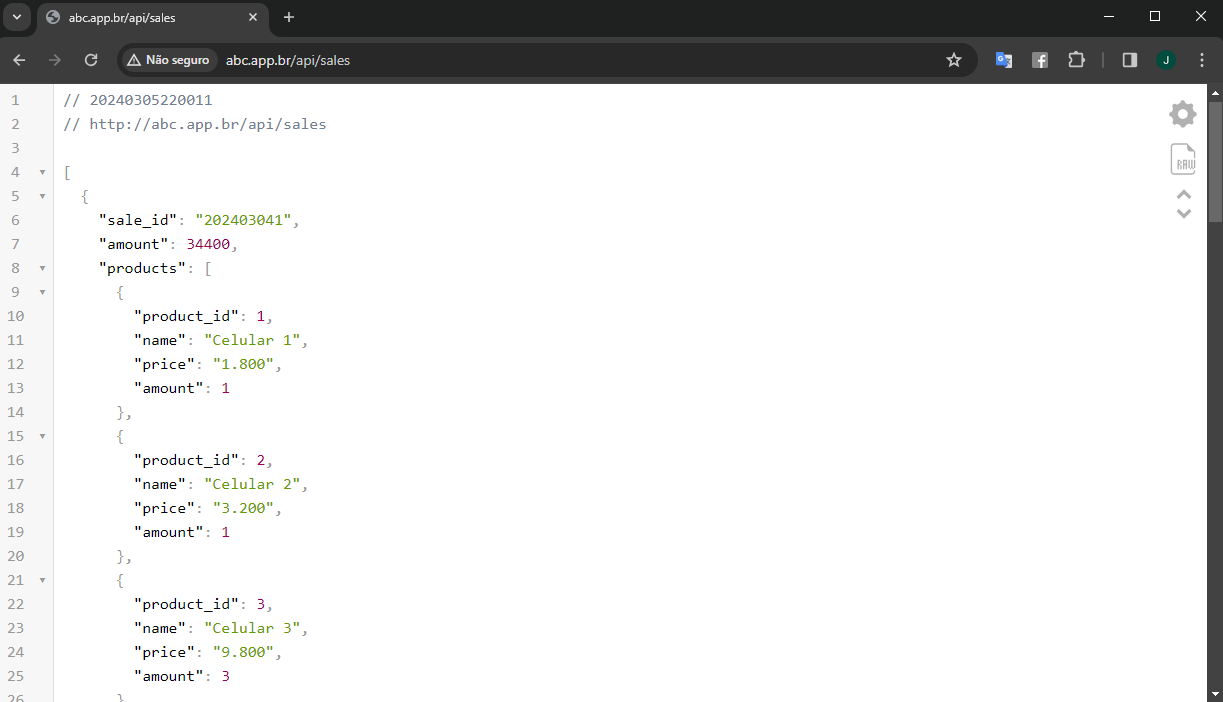 abc.app.br/api/sales
Não seguro abc.app.br/api/sales
J
1 // 20240305220011
2 // http://abc.app.br/api/sales
3
4 [
5 {
6 "sale_id": "202403041",
7 "amount": 34400,
8 "products": [
9 {
10 "product_id": 1,
11 "name": "Celular 1",
12 "price": "1.800",
13 "amount": 1
14 },
15 {
16 "product_id": 2,
17 "name": "Celular 2",
18 "price": "3.200",
19 "amount": 1
20 },
21 {
22 "product_id": 3,
23 "name": "Celular 3",
24 "price": "9.800",
25 "amount": 3
26 }
RAW